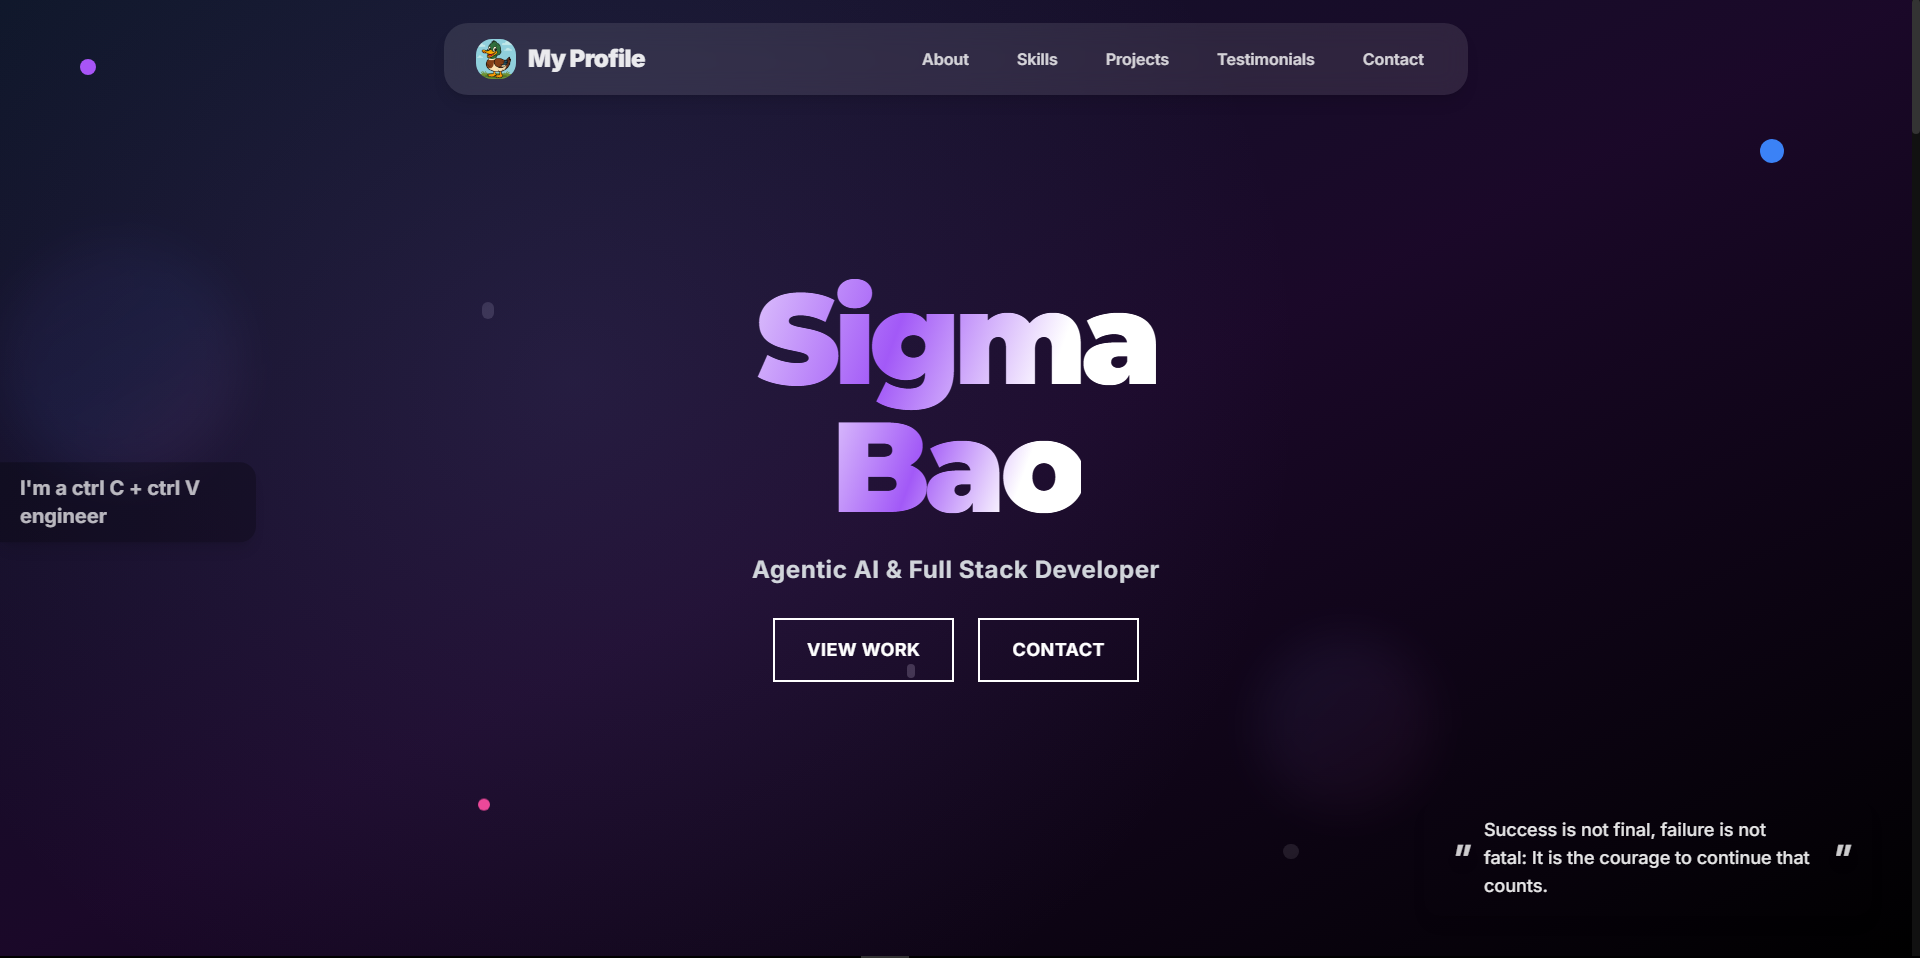 My Profile
About
Skills
Projects
Testimonials
Contact
Sigma
Bao
I'm a ctrl C + ctrl V
engineer
Agentic AI & Full Stack Developer
VIEW WORK
CONTACT
"
Success is not final, failure is not
fatal: It is the courage to continue that
counts.
"